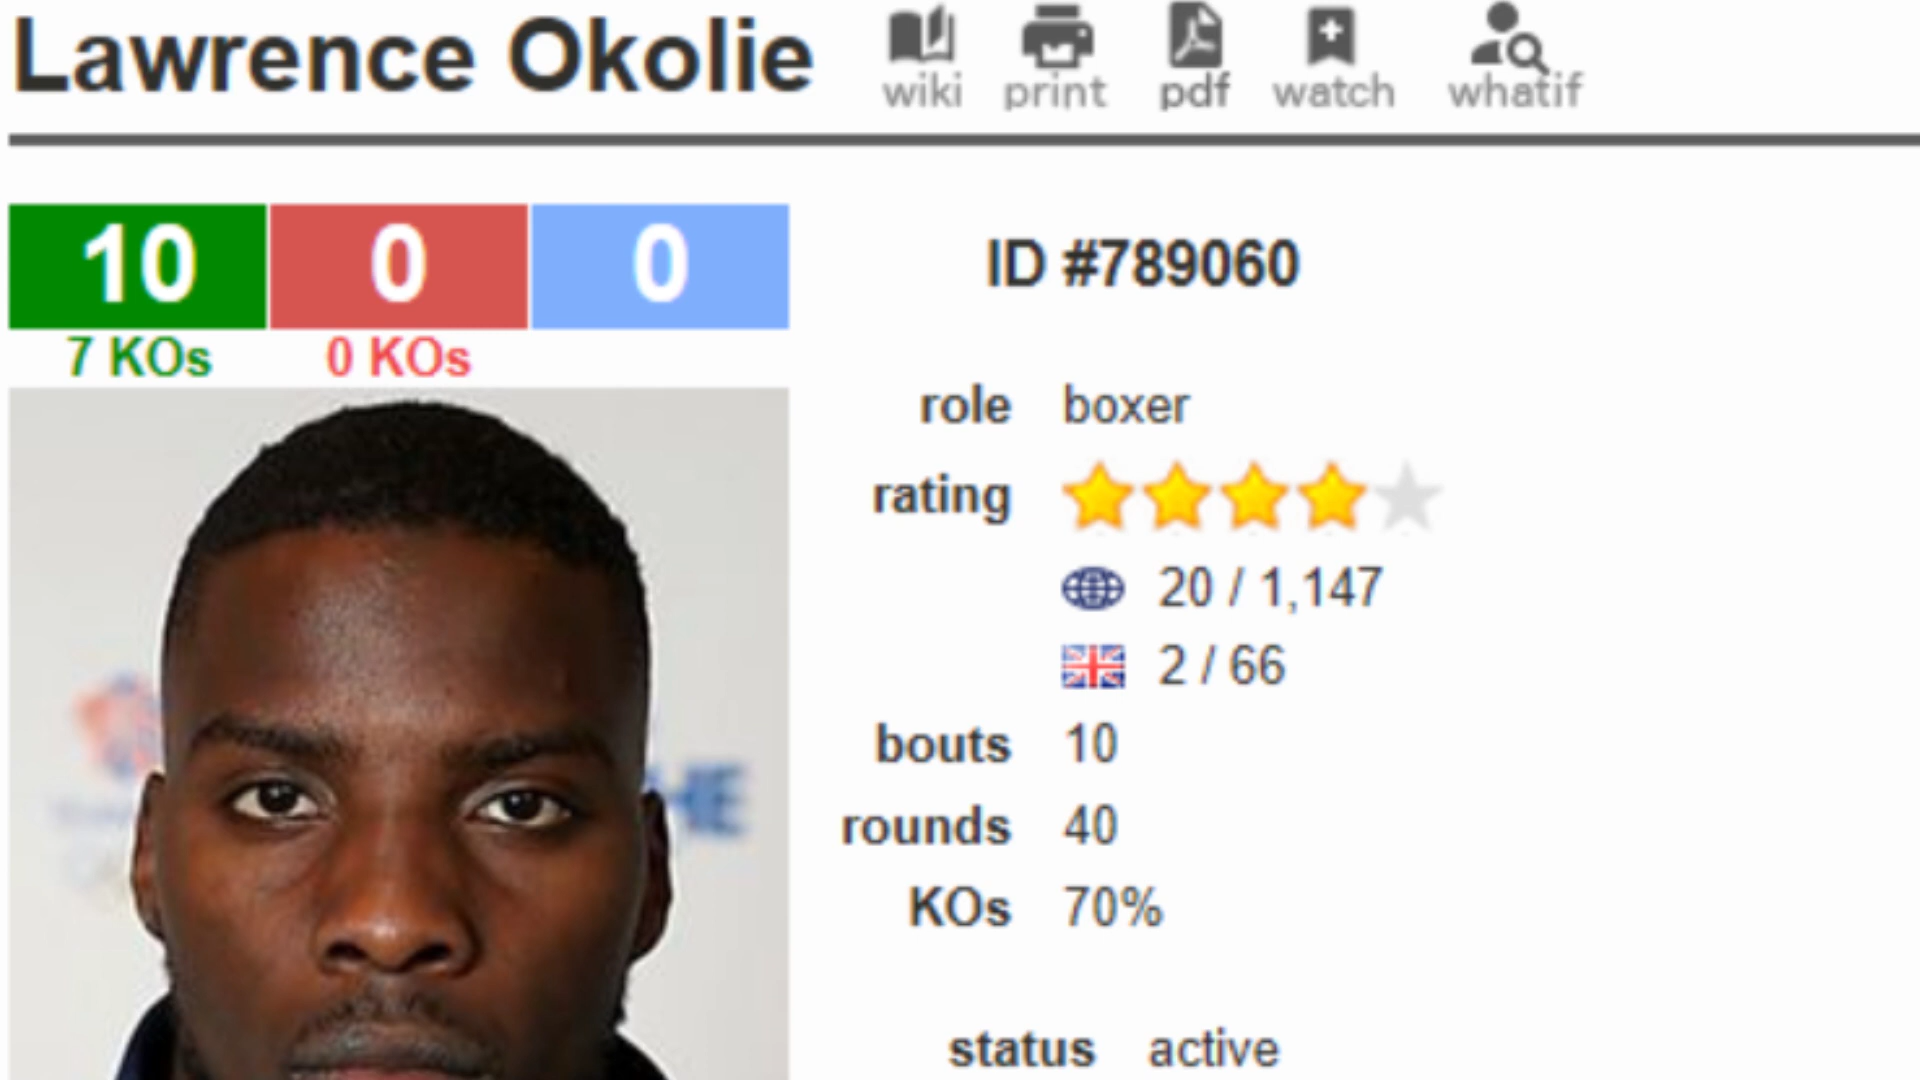 Lawrence Okolie
wiki print pdf watch whatif
10 0 0
7 KOs 0 KOs
ID #789060
role boxer
rating
20 / 1,147
2 / 66
bouts 10
rounds 40
KOs 70%
status active
HE